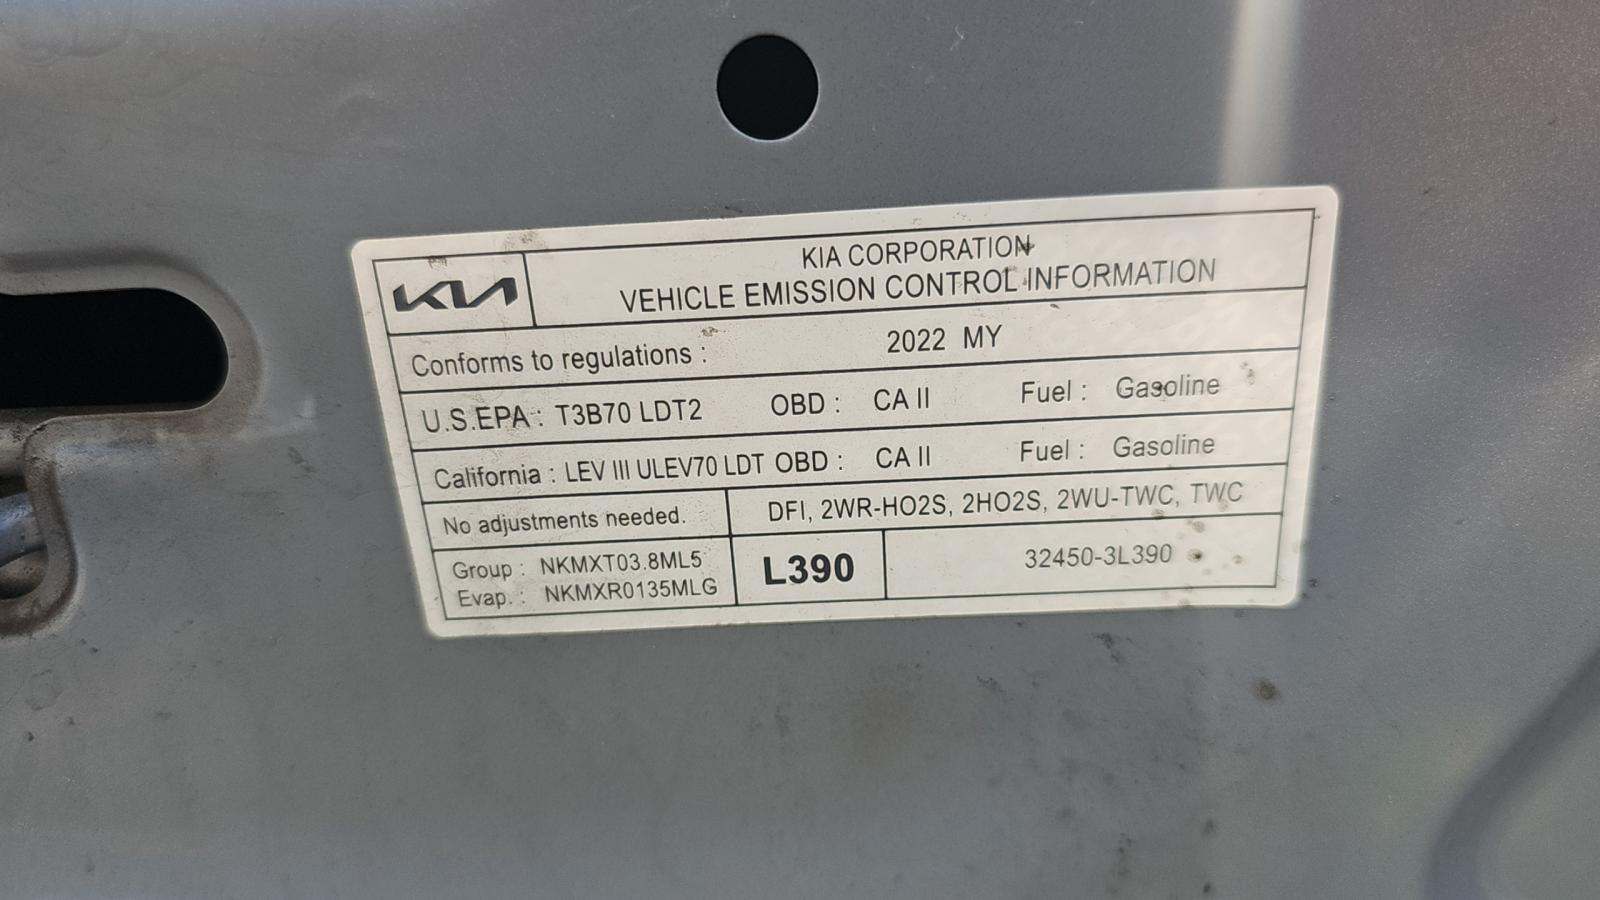 KIA
KIA CORPORATION
VEHICLE EMISSION CONTROL INFORMATION
Conforms to regulations : 2022 MY
U.S.EPA : T3B70 LDT2 OBD : CA II Fuel : Gasoline
California : LEV III ULEV70 LDT OBD : CA II Fuel : Gasoline
No adjustments needed. DFI, 2WR-HO2S, 2HO2S, 2WU-TWC, TWC
Group : NKMXT03.8ML5
Evap. : NKMXR0135MLG
L390
32450-3L390